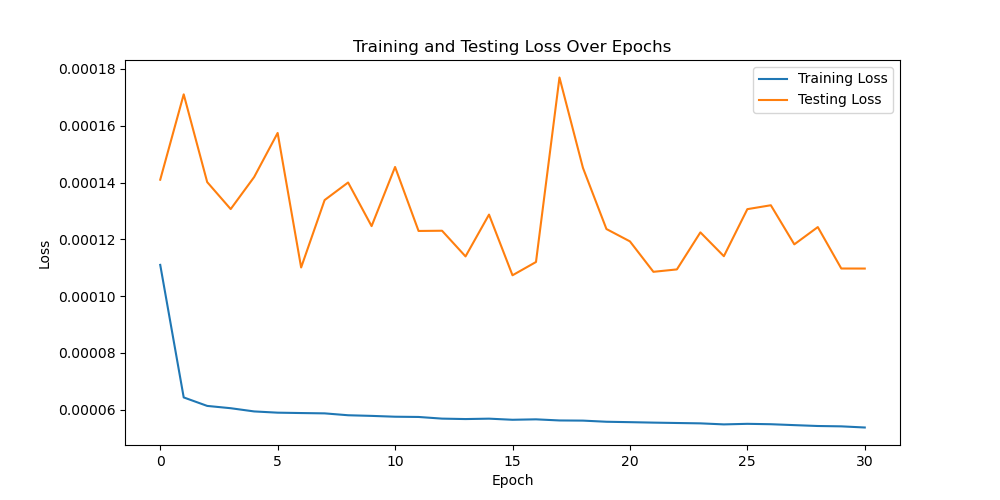 Training and Testing Loss Over Epochs
Training Loss
Testing Loss
0.00018
0.00016
0.00014
0.00012
0.00010
0.00008
0.00006
Loss
0 5 10 15 20 25 30
Epoch